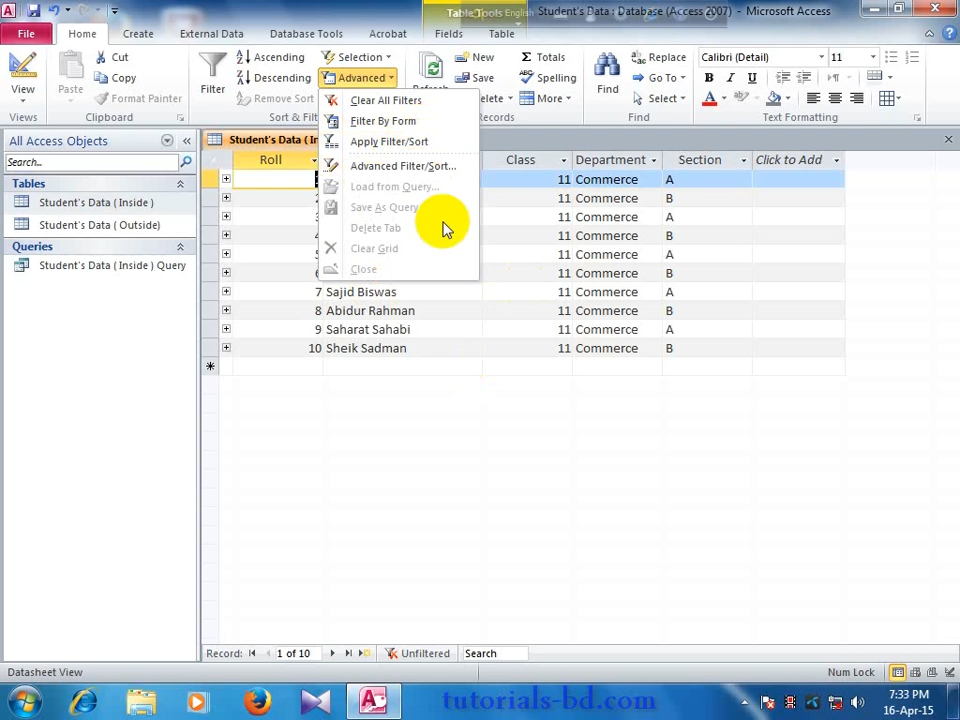 Table Tools English Student's Data : Database (Access 2007) - Microsoft Access
File Home Create External Data Database Tools Acrobat Fields Table
View
Views
Paste
Cut
Copy
Format Painter
Clipboard
Filter
Ascending
Descending
Remove Sort
Sort & Fi
Selection
Advanced
Clear All Filters
Filter By Form
Apply Filter/Sort
Advanced Filter/Sort...
Load from Query...
Save As Query
Delete Tab
Clear Grid
Close
New
Save
elete
Totals
Spelling
More
Records
Find
Replace
Go To
Select
Find
Calibri (Detail) 11
B I U
A
Text Formatting
All Access Objects
Search...
Tables
Student's Data ( Inside )
Student's Data ( Outside)
Queries
Student's Data ( Inside ) Query
Student's Data ( In
Roll Class Department Section Click to Add
11 Commerce A
11 Commerce B
11 Commerce A
11 Commerce B
11 Commerce A
11 Commerce B
7 Sajid Biswas 11 Commerce A
8 Abidur Rahman 11 Commerce B
9 Saharat Sahabi 11 Commerce A
10 Sheik Sadman 11 Commerce B
Record: 1 of 10 Unfiltered Search
Datasheet View Num Lock
tutorials-bd.com
7:33 PM
16-Apr-15